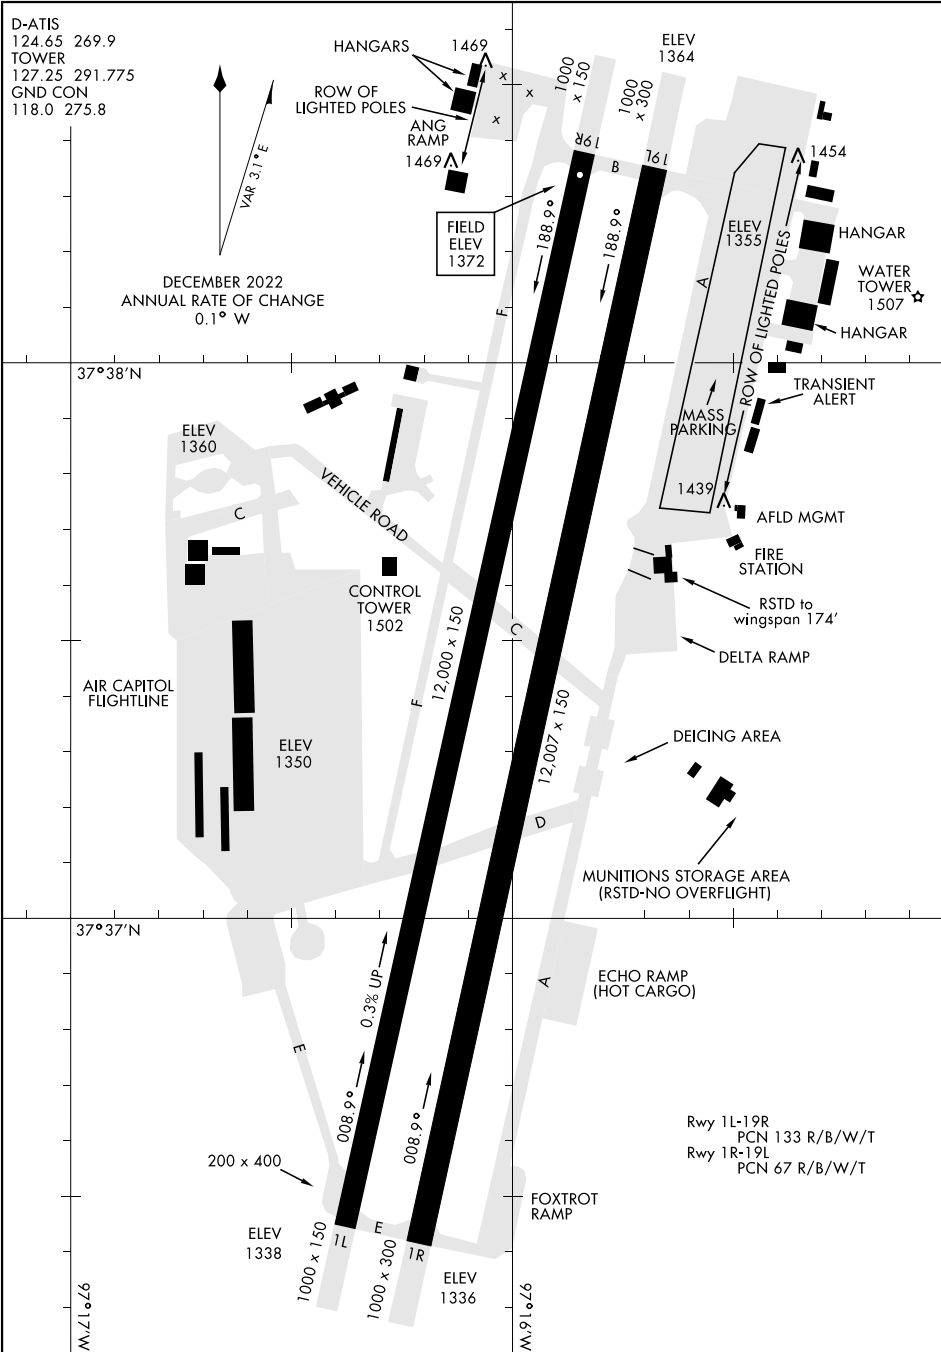 D-ATIS
124.65 269.9
TOWER
127.25 291.775
GND CON
118.0 275.8
VAR 3.1° E
DECEMBER 2022
ANNUAL RATE OF CHANGE
0.1° W
HANGARS
1469
ROW OF
LIGHTED POLES
ANG
RAMP
1469
x
x
x
FIELD
ELEV
1372
1000
x 150
1000
x 300
ELEV
1364
19R
B
19L
188.9°
188.9°
F
A
1454
ELEV
1355
HANGAR
WATER
TOWER
1507
HANGAR
ROW OF LIGHTED POLES
37°38'N
TRANSIENT
ALERT
MASS
PARKING
ELEV
1360
VEHICLE ROAD
C
1439
AFLD MGMT
FIRE
STATION
CONTROL
TOWER
1502
RSTD to
wingspan 174'
C
DELTA RAMP
AIR CAPITOL
FLIGHTLINE
12,000 x 150
F
12,007 x 150
ELEV
1350
DEICING AREA
D
MUNITIONS STORAGE AREA
(RSTD-NO OVERFLIGHT)
37°37'N
0.3% UP
A
ECHO RAMP
(HOT CARGO)
E
008.9°
008.9°
Rwy 1L-19R
PCN 133 R/B/W/T
Rwy 1R-19L
PCN 67 R/B/W/T
200 x 400
FOXTROT
RAMP
ELEV
1338
1L
E
1R
1000 x 150
1000 x 300
ELEV
1336
97°17'W
97°16'W